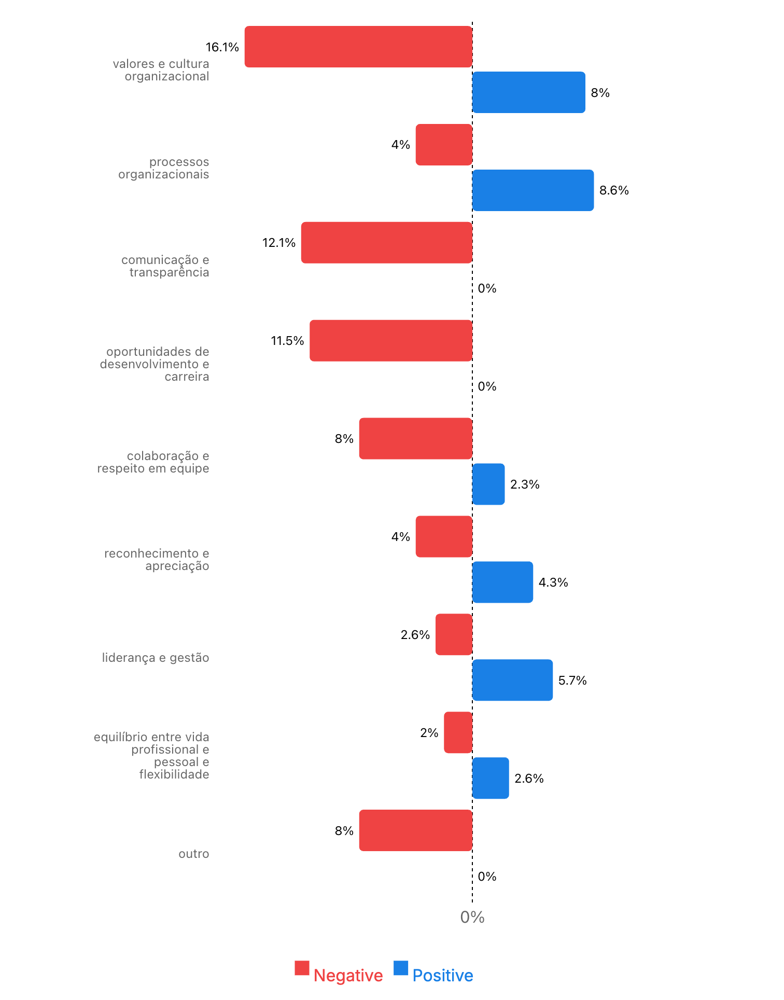 16.1%
valores e cultura
organizacional
8%
4%
processos
organizacionais
8.6%
12.1%
comunicação e
transparência
0%
11.5%
oportunidades de
desenvolvimento e
carreira
0%
8%
colaboração e
respeito em equipe
2.3%
4%
reconhecimento e
apreciação
4.3%
2.6%
liderança e gestão
5.7%
2%
equilíbrio entre vida
profissional e
pessoal e
flexibilidade
2.6%
8%
outro
0%
0%
Negative Positive